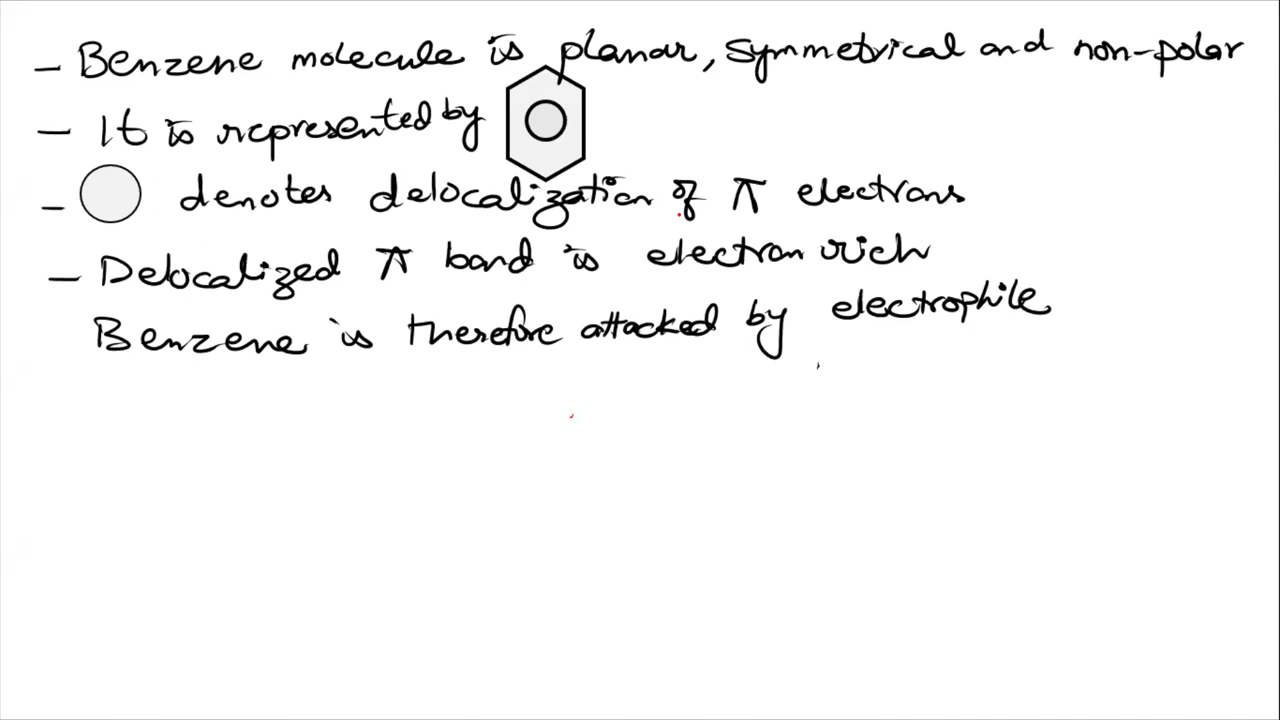 - Benzene molecule is planar, symmetrical and non-polar
- It is represented by
- denotes delocalization of π electrons
- Delocalized π bond is electron rich
Benzene is therefore attacked by electrophile